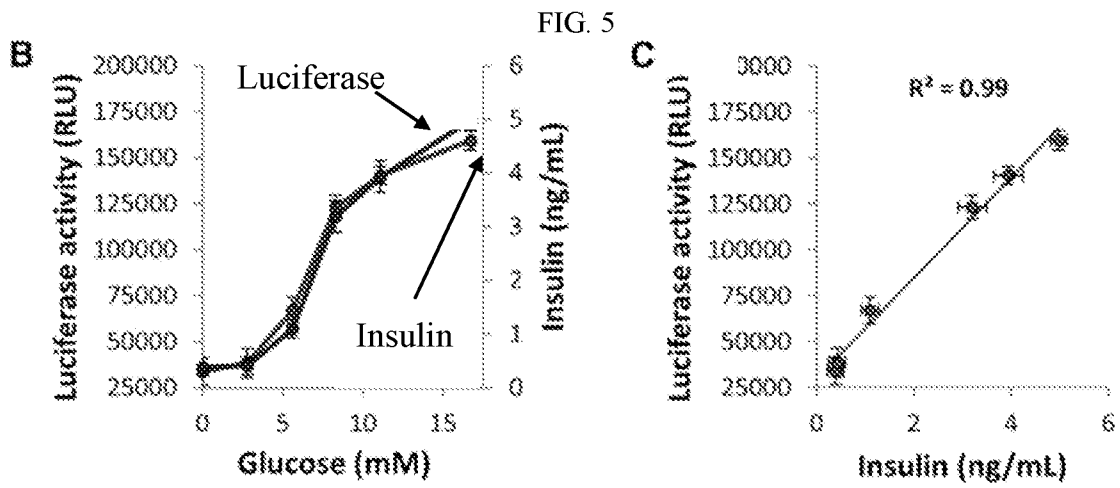 FIG. 5
B
Luciferase activity (RLU)
200000
175000
150000
125000
100000
75000
50000
25000
Luciferase
Insulin
6
5
4
3
2
1
0
Insulin (ng/mL)
0 5 10 15
Glucose (mM)
C
Luciferase activity (RLU)
3000
175000
150000
125000
100000
75000
50000
25000
R² = 0.99
0 2 4 6
Insulin (ng/mL)